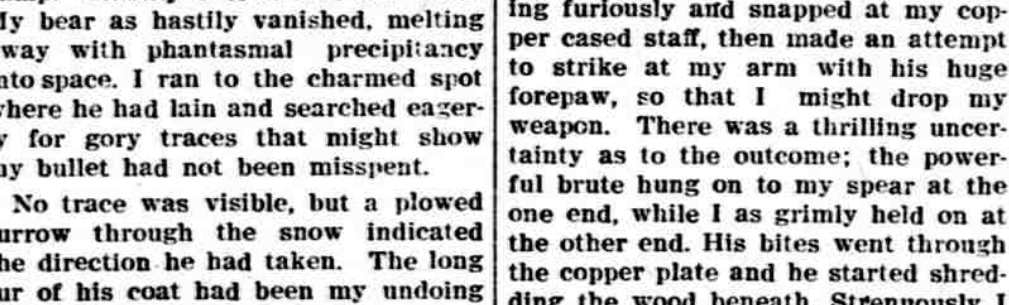 My bear as hastily vanished, melting
way with phantasmal precipitancy
nto space. I ran to the charmed spot
where he had lain and searched eager-
y for gory traces that might show
my bullet had not been misspent.
No trace was visible, but a plowed
urrow through the snow indicated
he direction he had taken. The long
ur of his coat had been my undoing
ing furiously and snapped at my cop-
per cased staff, then made an attempt
to strike at my arm with his huge
forepaw, so that I might drop my
weapon. There was a thrilling uncer-
tainty as to the outcome; the power-
ful brute hung on to my spear at the
one end, while I as grimly held on at
the other end. His bites went through
the copper plate and he started shred-
ding the wood beneath. Strenuously I